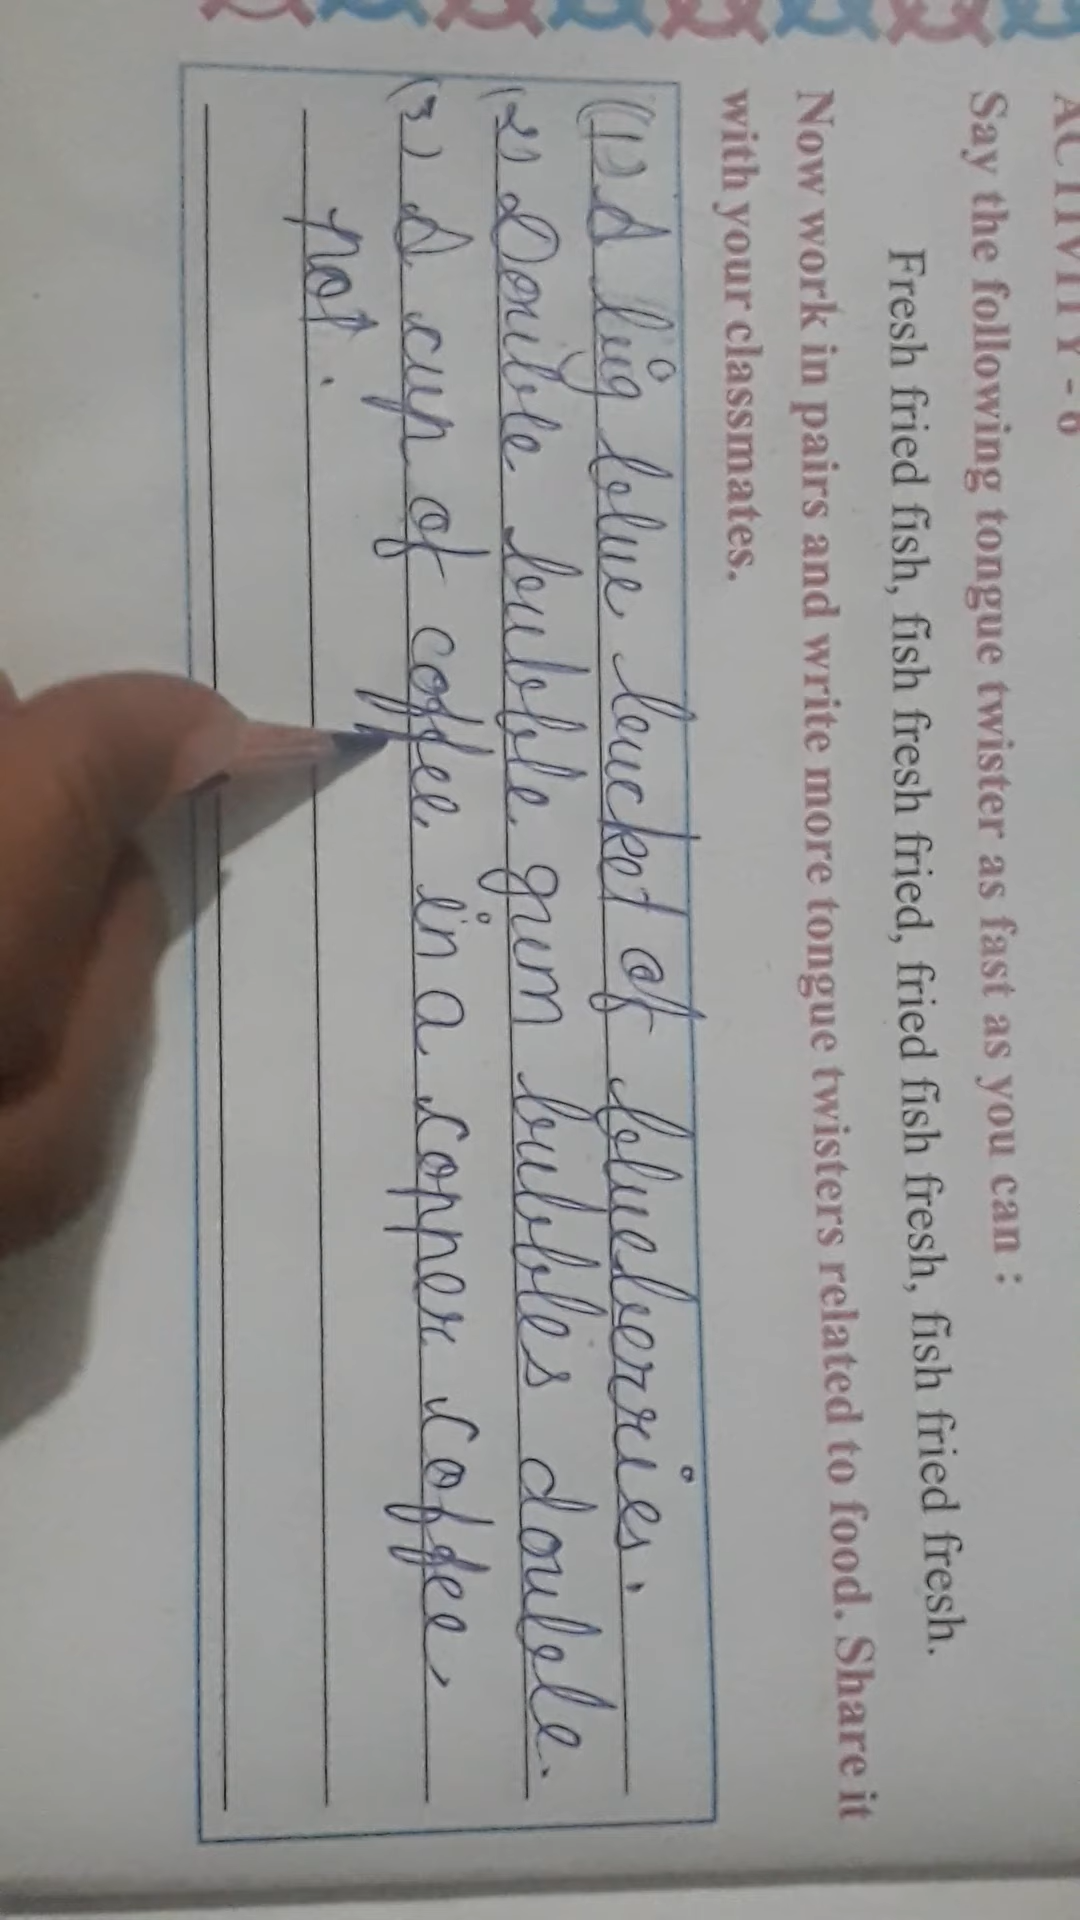 ACTIVITY - 6
Say the following tongue twister as fast as you can :
Fresh fried fish, fish fresh fried, fried fish fresh, fish fried fresh.
Now work in pairs and write more tongue twisters related to food. Share it
with your classmates.
(1) A big blue bucket of blueberries.
(2) Double bubble gum bubbles double.
(3) A cup of coffee in a copper coffee
pot.